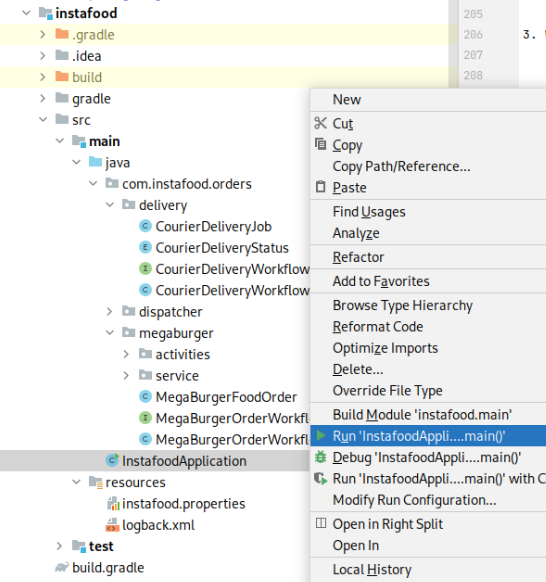 instafood
.gradle
.idea
build
gradle
src
main
java
com.instafood.orders
delivery
CourierDeliveryJob
CourierDeliveryStatus
CourierDeliveryWorkflow
CourierDeliveryWorkflow
dispatcher
megaburger
activities
service
MegaBurgerFoodOrder
MegaBurgerOrderWorkfl
MegaBurgerOrderWorkfl
InstafoodApplication
resources
instafood.properties
logback.xml
test
build.gradle
205
206
207
208
3.
New
Cut
Copy
Copy Path/Reference...
Paste
Find Usages
Analyze
Refactor
Add to Favorites
Browse Type Hierarchy
Reformat Code
Optimize Imports
Delete...
Override File Type
Build Module 'instafood.main'
Run 'InstafoodAppli....main()'
Debug 'InstafoodAppli....main()'
Run 'InstafoodAppli....main()' with C
Modify Run Configuration...
Open in Right Split
Open In
Local History